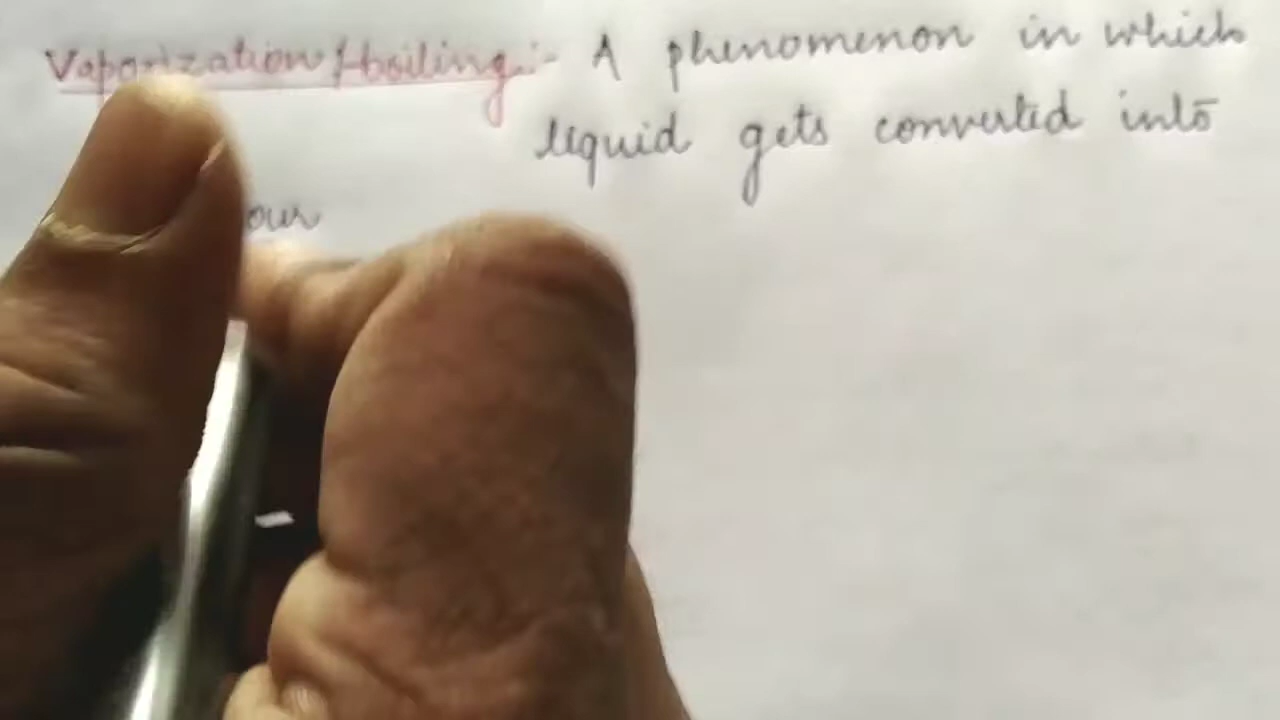 Vaporization/boiling:- A phenomenon in which
liquid gets converted into